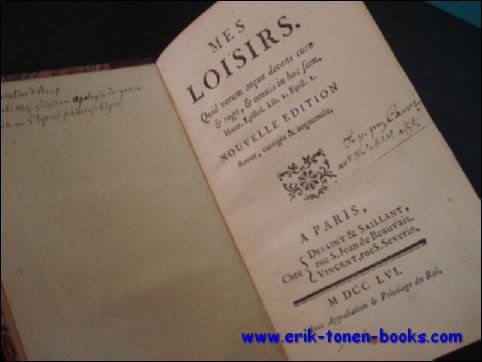 MES
LOISIRS.
Quid verum atque decens curo
& rogo, & omnis in hoc sum.
Horat. Epistol. Lib. 1. Epist. 1.
NOUVELLE EDITION
Revue, corrigée & augmentée.
A PARIS,
Chez
DESAINT & SAILLANT,
rue S. Jean de Beauvais.
VINCENT, rue S. Severin.
M DCC LVI.
Avec Approbation & Privilege du Roi.
www.erik-tonen-books.com